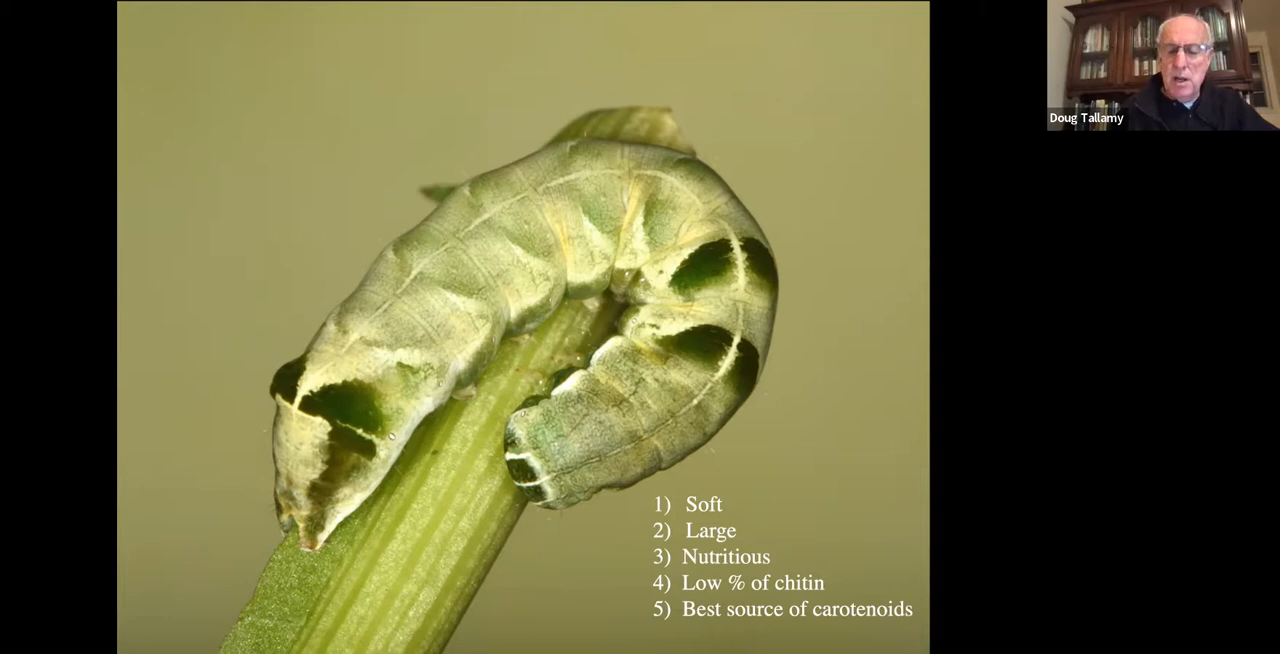 Doug Tallamy
1) Soft
2) Large
3) Nutritious
4) Low % of chitin
5) Best source of carotenoids